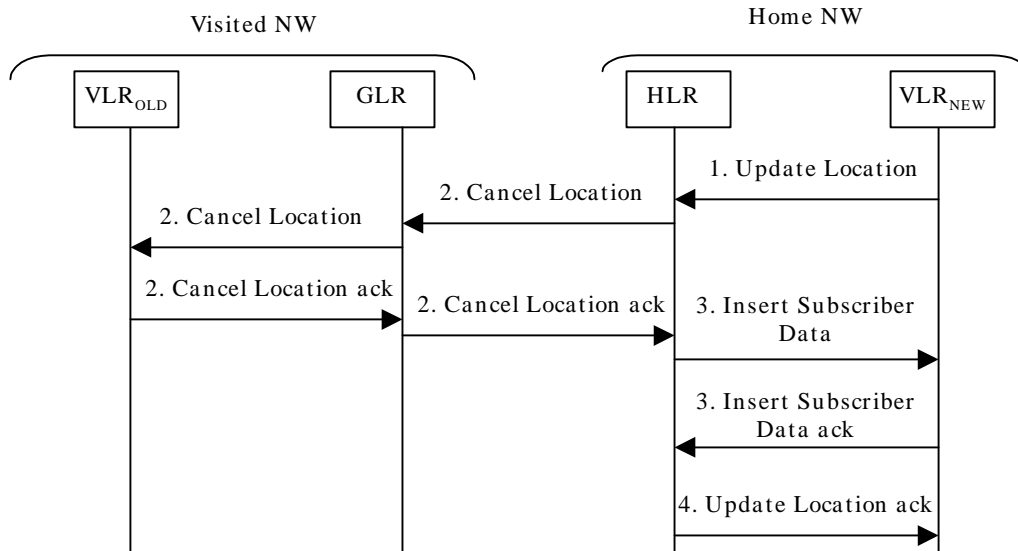 Visited NW
Home NW
VLR_OLD
GLR
HLR
VLR_NEW
1. Update Location
2. Cancel Location
2. Cancel Location
2. Cancel Location ack
2. Cancel Location ack
3. Insert Subscriber
Data
3. Insert Subscriber
Data ack
4. Update Location ack